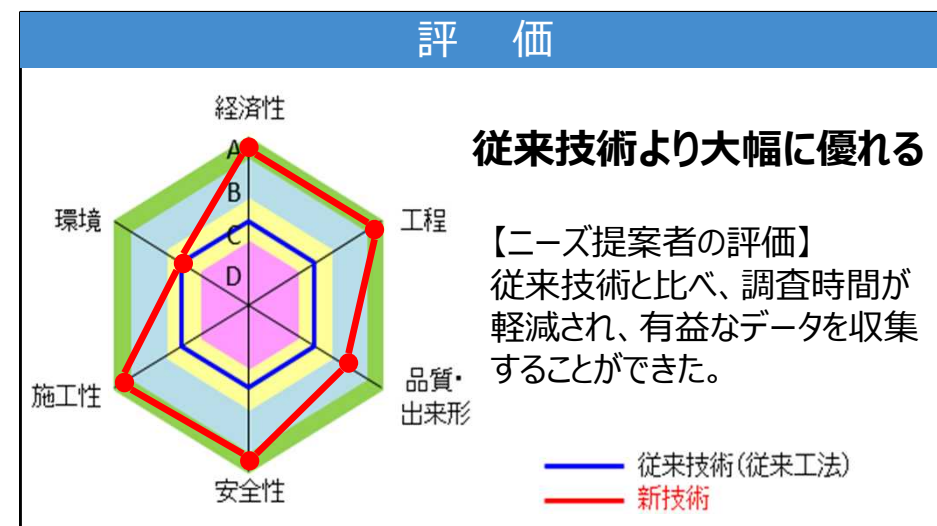 評　価
経済性
A
B
C
D
環境
工程
施工性
品質・
出来形
安全性
従来技術より大幅に優れる
【ニーズ提案者の評価】
従来技術と比べ、調査時間が
軽減され、有益なデータを収集
することができた。
従来技術(従来工法)
新技術